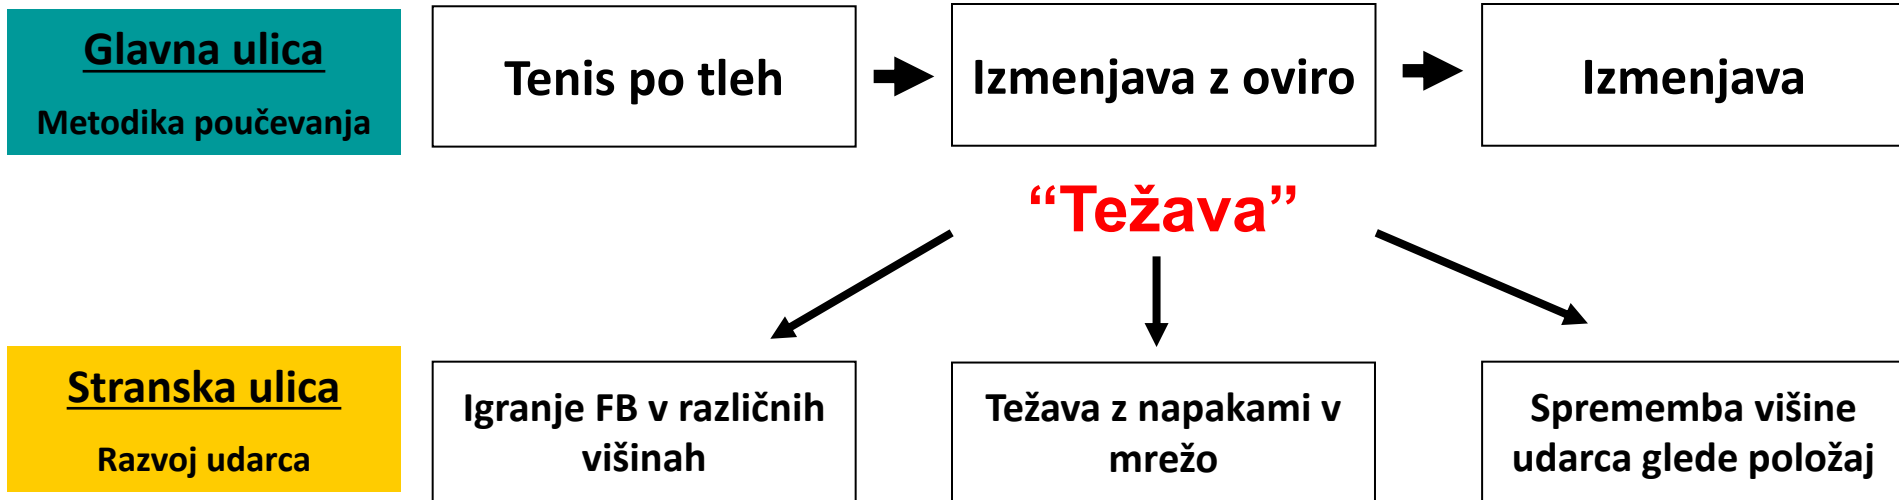 Glavna ulica
Metodika poučevanja
Tenis po tleh
Izmenjava z oviro
Izmenjava
“Težava”
Stranska ulica
Razvoj udarca
Igranje FB v različnih
višinah
Težava z napakami v
mrežo
Sprememba višine
udarca glede položaj